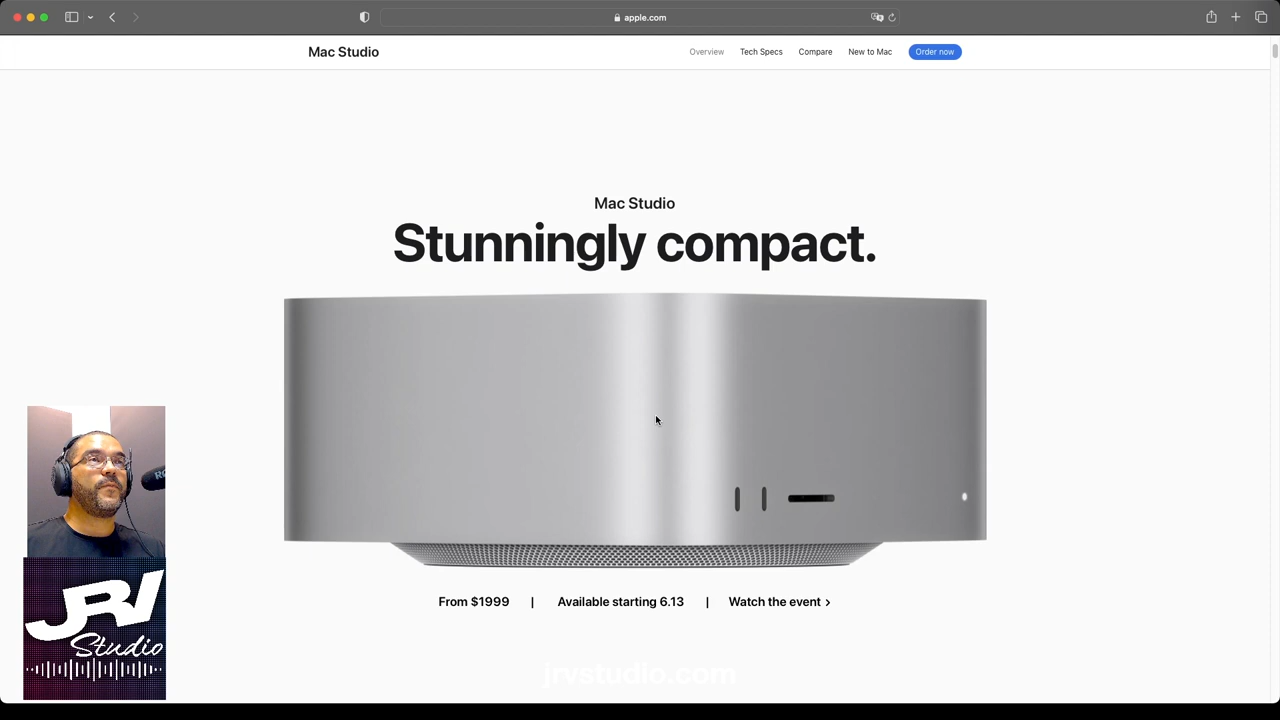 apple.com
Mac Studio
Overview
Tech Specs
Compare
New to Mac
Order now
Mac Studio
Stunningly compact.
From $1999 | Available starting 6.13 | Watch the event >
JRV
Studio
jrvstudio.com